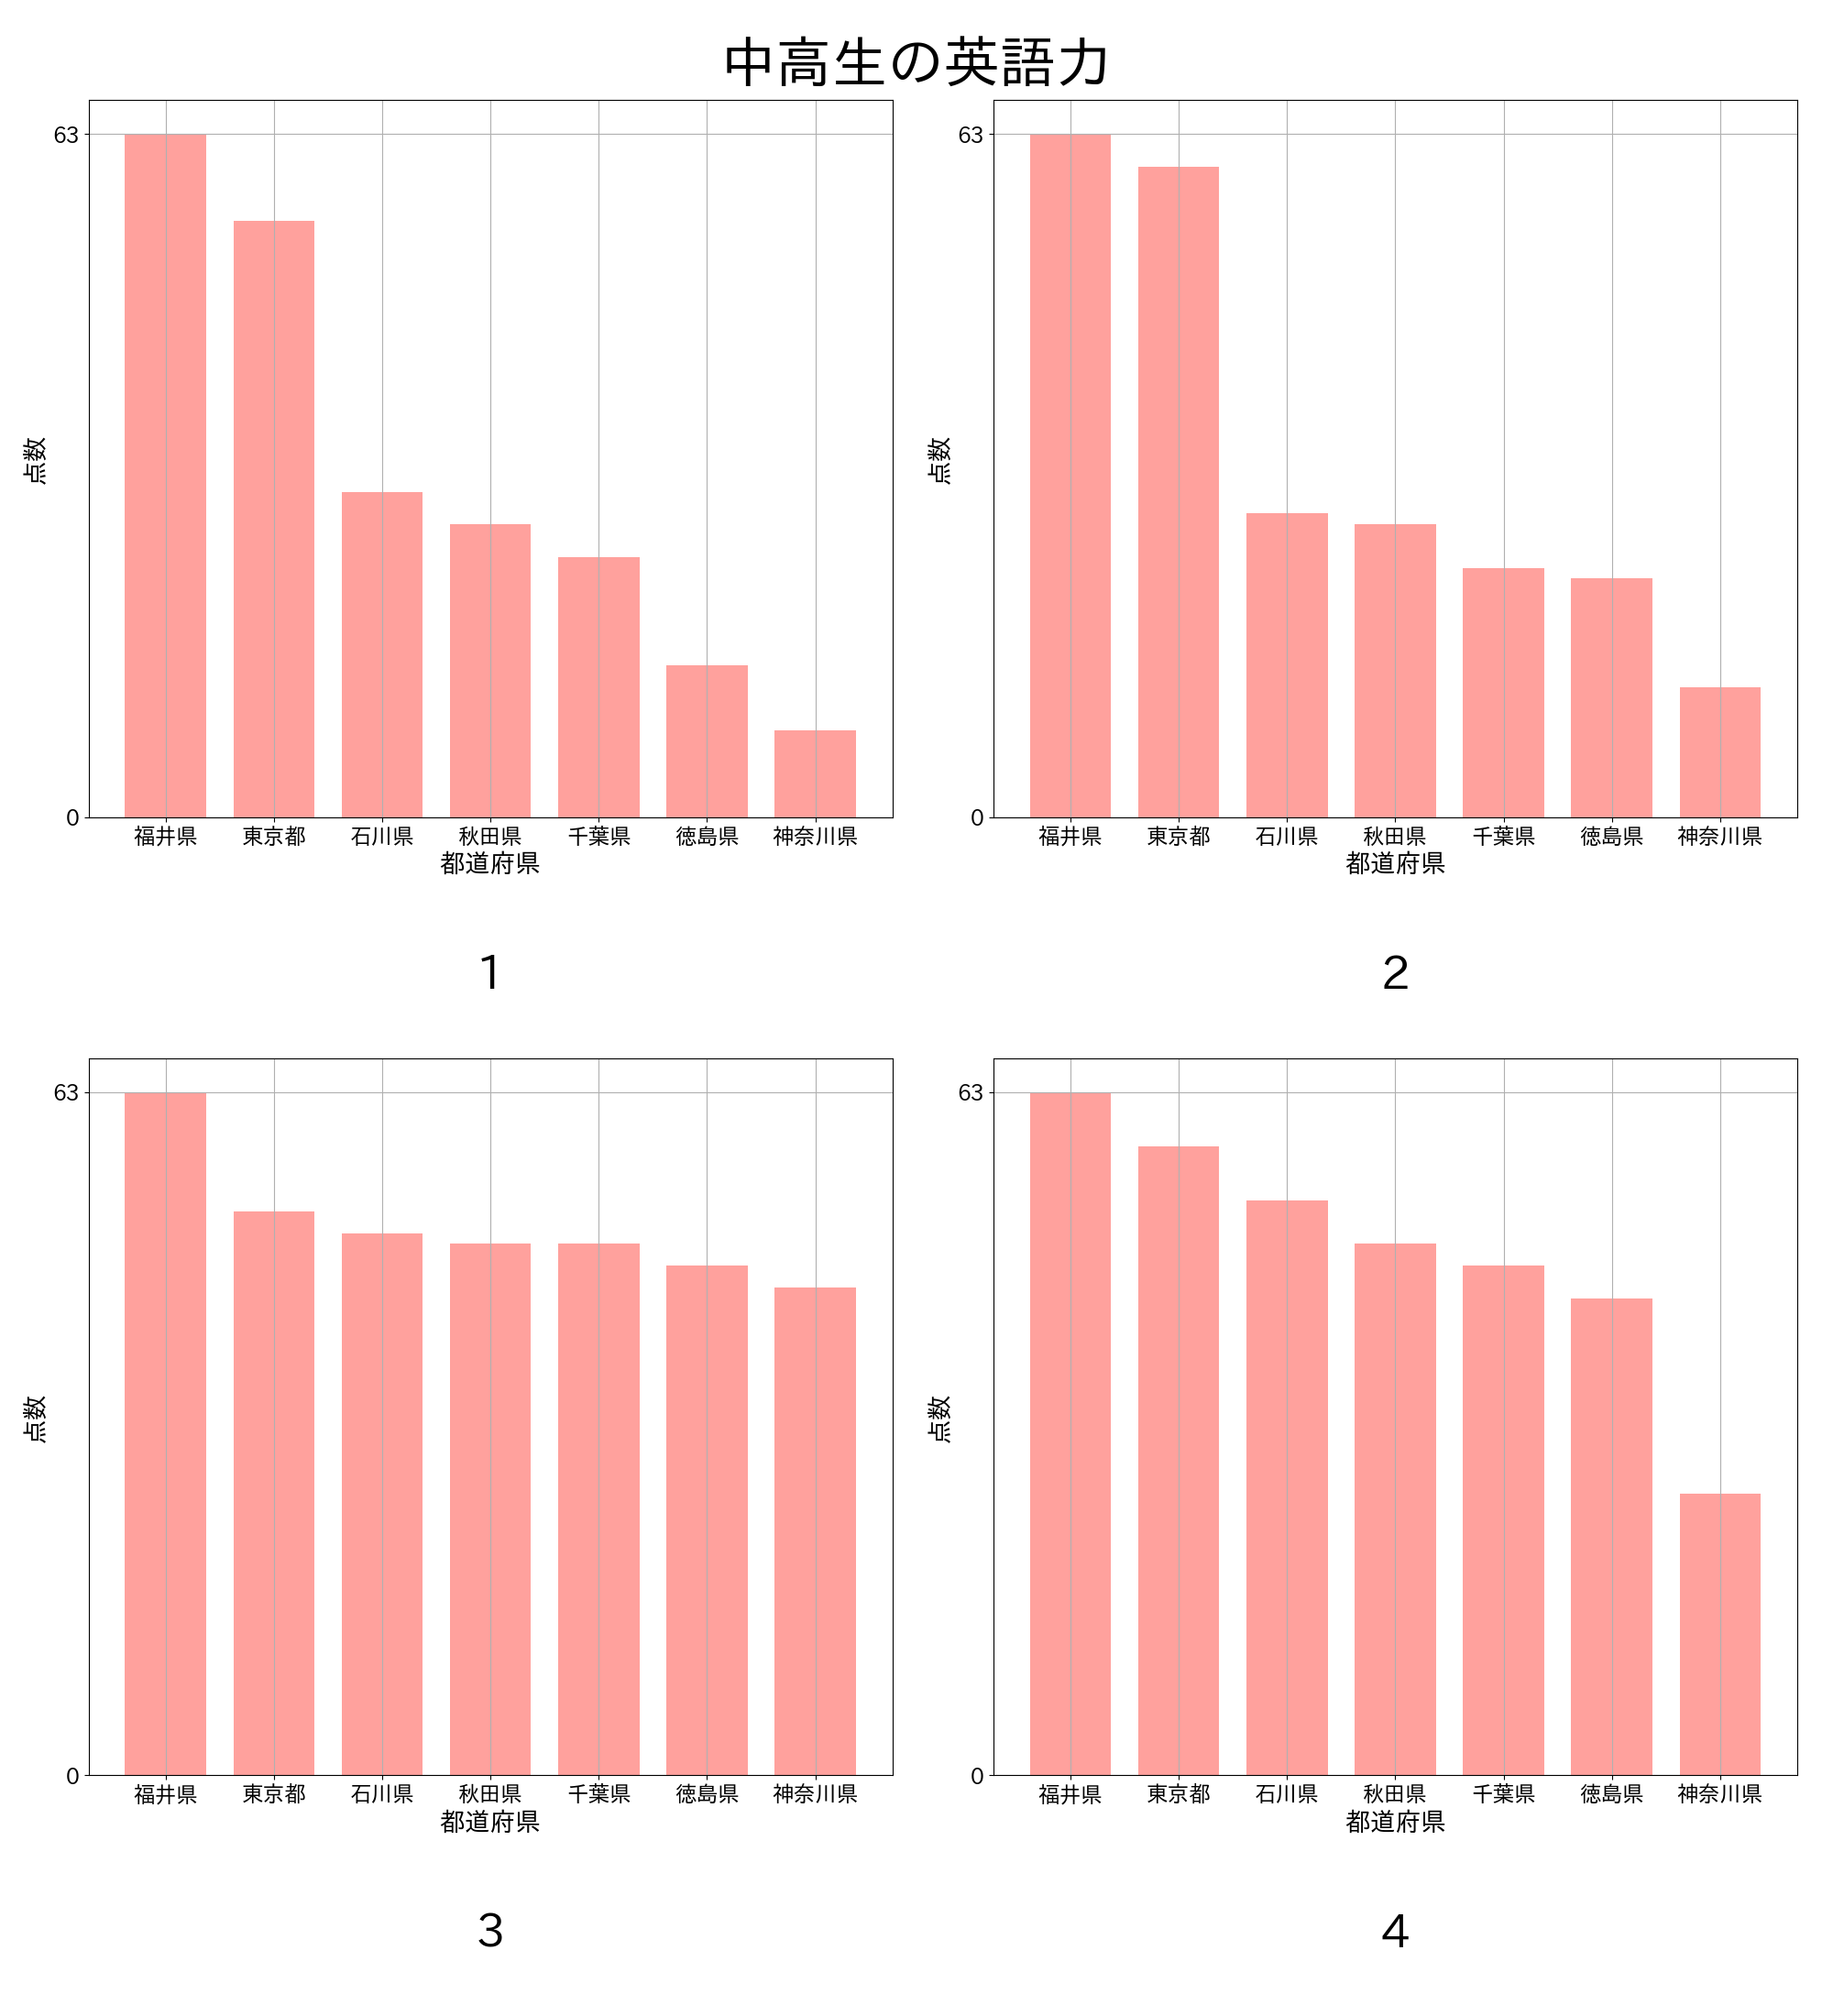 中高生の英語力
63
0
点数
福井県 東京都 石川県 秋田県 千葉県 徳島県 神奈川県
都道府県
1
63
0
点数
福井県 東京都 石川県 秋田県 千葉県 徳島県 神奈川県
都道府県
2
63
0
点数
福井県 東京都 石川県 秋田県 千葉県 徳島県 神奈川県
都道府県
3
63
0
点数
福井県 東京都 石川県 秋田県 千葉県 徳島県 神奈川県
都道府県
4